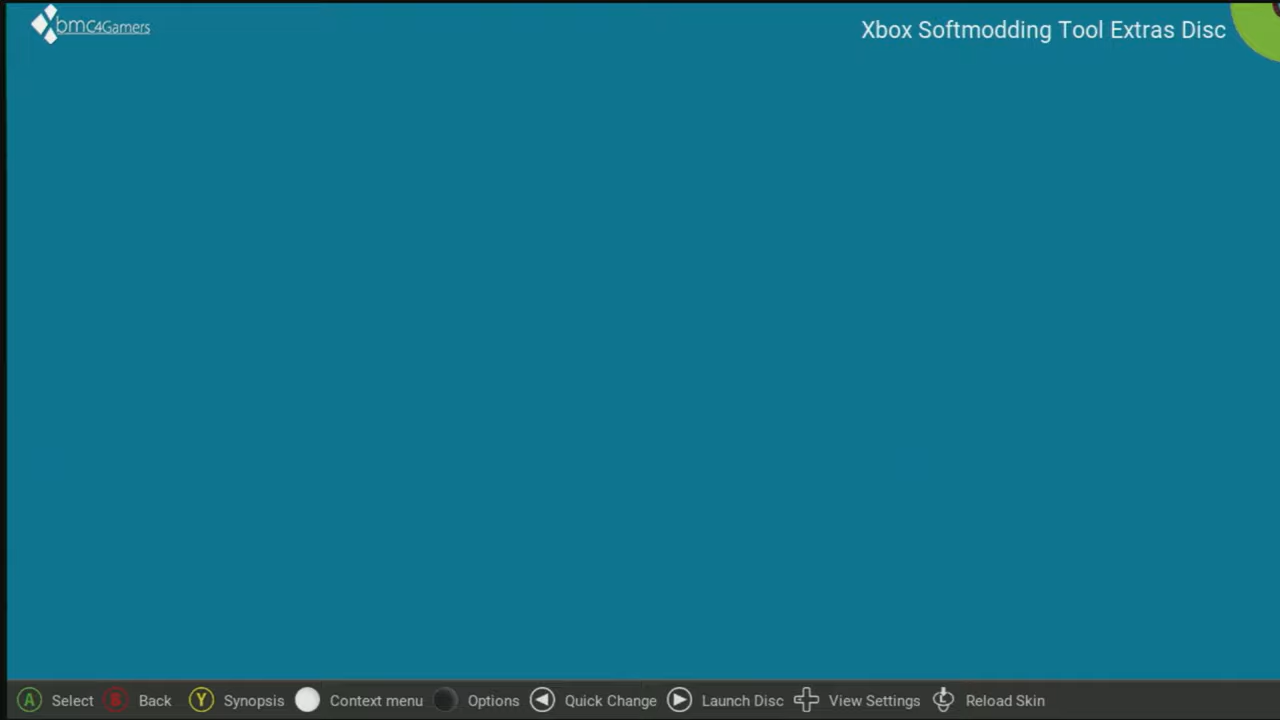 XbmC4Gamers
Xbox Softmodding Tool Extras Disc
A Select B Back Y Synopsis Context menu Options Quick Change Launch Disc View Settings L Reload Skin